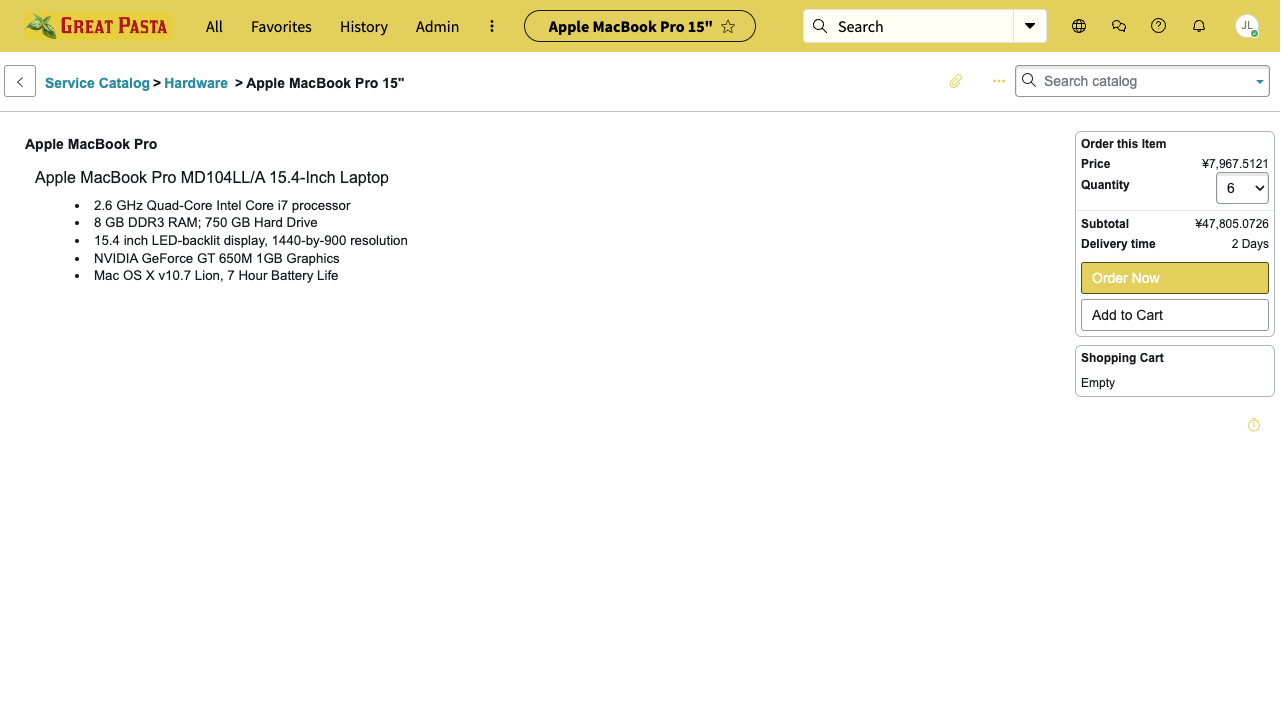 GREAT PASTA
All
Favorites
History
Admin
Apple MacBook Pro 15"
Search
JL
Service Catalog > Hardware > Apple MacBook Pro 15"
Search catalog
Apple MacBook Pro
Apple MacBook Pro MD104LL/A 15.4-Inch Laptop
• 2.6 GHz Quad-Core Intel Core i7 processor
• 8 GB DDR3 RAM; 750 GB Hard Drive
• 15.4 inch LED-backlit display, 1440-by-900 resolution
• NVIDIA GeForce GT 650M 1GB Graphics
• Mac OS X v10.7 Lion, 7 Hour Battery Life
Order this Item
Price ¥7,967.5121
Quantity 6
Subtotal ¥47,805.0726
Delivery time 2 Days
Order Now
Add to Cart
Shopping Cart
Empty